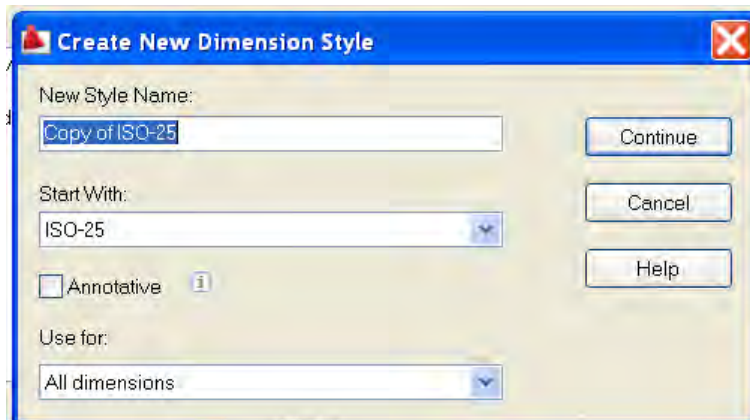 Create New Dimension Style
New Style Name:
Copy of ISO-25
Continue
Start With:
ISO-25
Cancel
Annotative
Help
Use for:
All dimensions